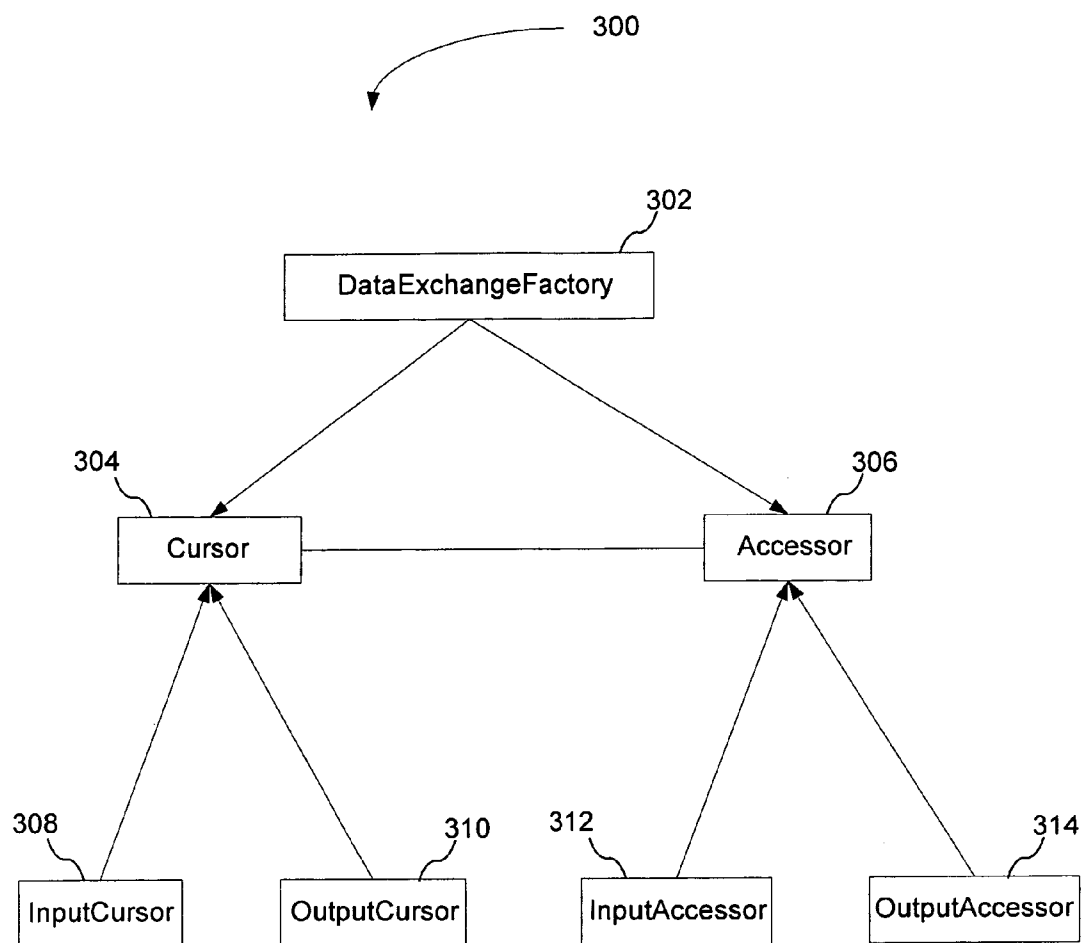 300
302
DataExchangeFactory
304
306
Cursor
Accessor
308
310
312
314
InputCursor
OutputCursor
InputAccessor
OutputAccessor